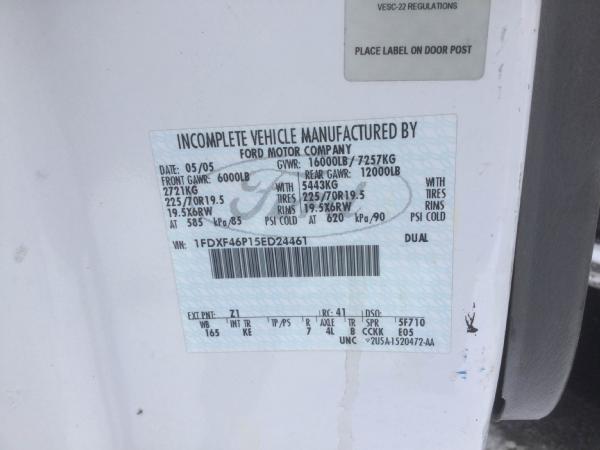 VESC-22 REGULATIONS
PLACE LABEL ON DOOR POST
INCOMPLETE VEHICLE MANUFACTURED BY
FORD MOTOR COMPANY
DATE: 05/05 GVWR: 16000LB/7257KG
FRONT GAWR: 6000LB REAR GAWR: 12000LB
2721KG WITH 5443KG WITH
225/70R19.5 TIRES 225/70R19.5 TIRES
19.5X6RW RIMS 19.5X6RW RIMS
AT 585 kPa/85 PSI COLD AT 620 kPa/90 PSI COLD
VIN: 1FDXF46P15ED24461 DUAL
Ford
EXT PNT: Z1 RC: 41 DSO:
WB INT TR TP/PS R AXLE TR SPR 5F710
165 KE 7 4L B CCKK E05
UNC 2U5A-1520472-AA